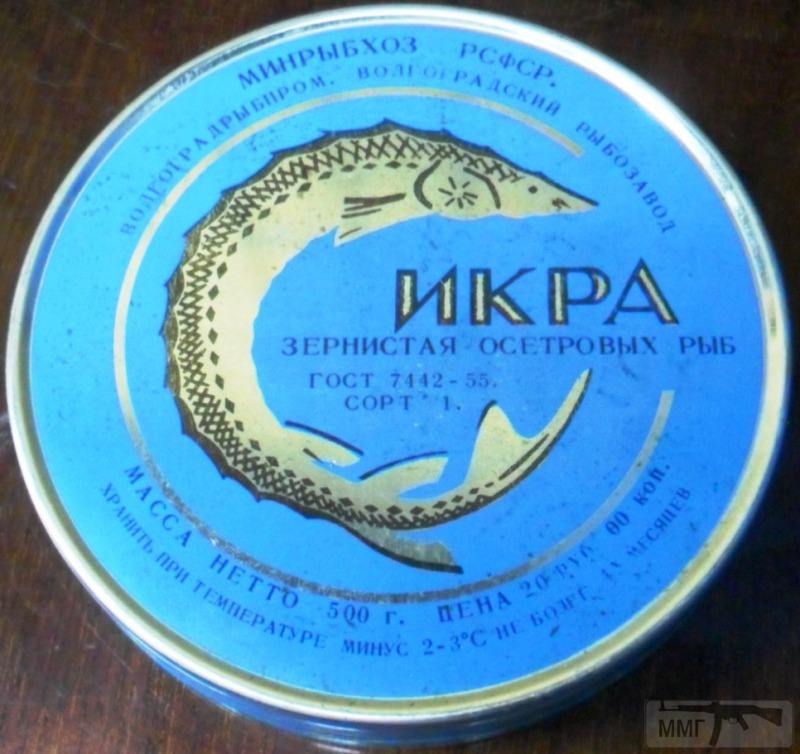 МИНРЫБХОЗ РСФСР.
ВОЛГОГРАДРЫБПРОМ. ВОЛГОГРАДСКИЙ РЫБОЗАВОД
ИКРА
ЗЕРНИСТАЯ ОСЕТРОВЫХ РЫБ
ГОСТ 7442-55.
СОРТ 1.
МАССА НЕТТО 500 г. ЦЕНА 20 РУБ 00 КОП.
ХРАНИТЬ ПРИ ТЕМПЕРАТУРЕ МИНУС 2-3°С НЕ МЕСЯЦЕВ
ММГ